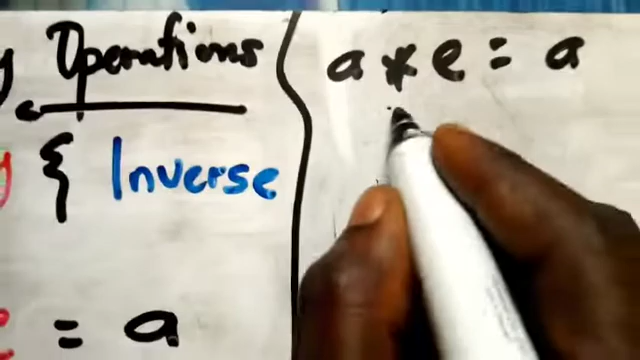 y Operations
y { Inverse
e = a
a * e = a